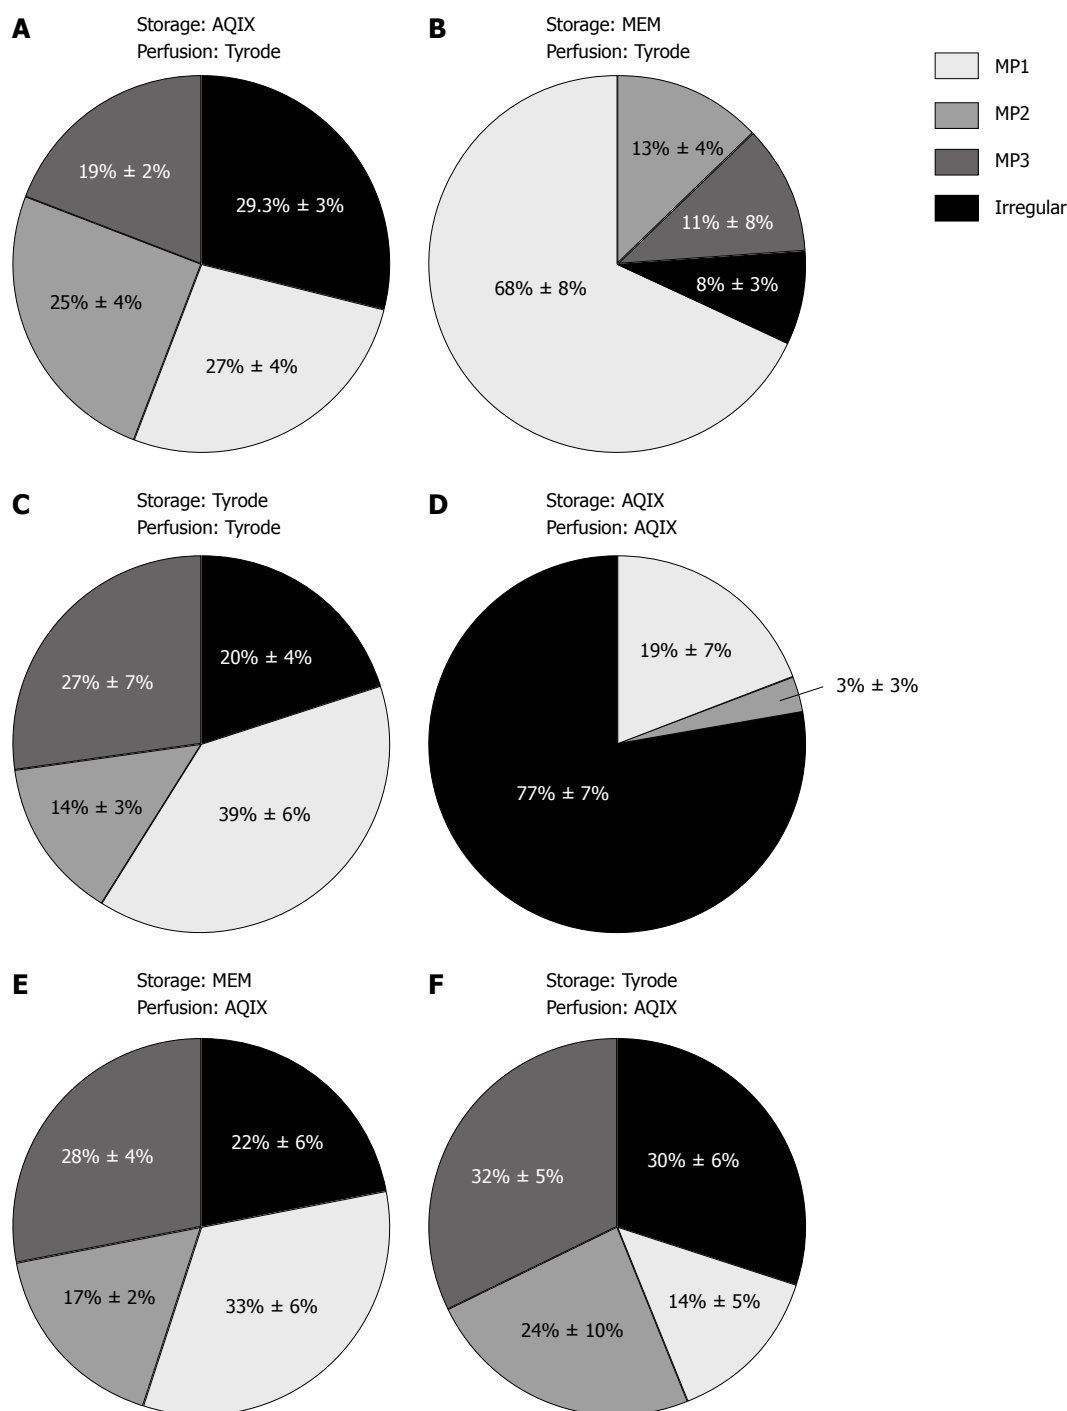 A
Storage: AQIX
Perfusion: Tyrode
29.3% ± 3%
27% ± 4%
25% ± 4%
19% ± 2%
B
Storage: MEM
Perfusion: Tyrode
13% ± 4%
11% ± 8%
8% ± 3%
68% ± 8%
MP1
MP2
MP3
Irregular
C
Storage: Tyrode
Perfusion: Tyrode
20% ± 4%
39% ± 6%
14% ± 3%
27% ± 7%
D
Storage: AQIX
Perfusion: AQIX
19% ± 7%
3% ± 3%
77% ± 7%
E
Storage: MEM
Perfusion: AQIX
22% ± 6%
33% ± 6%
17% ± 2%
28% ± 4%
F
Storage: Tyrode
Perfusion: AQIX
30% ± 6%
14% ± 5%
24% ± 10%
32% ± 5%